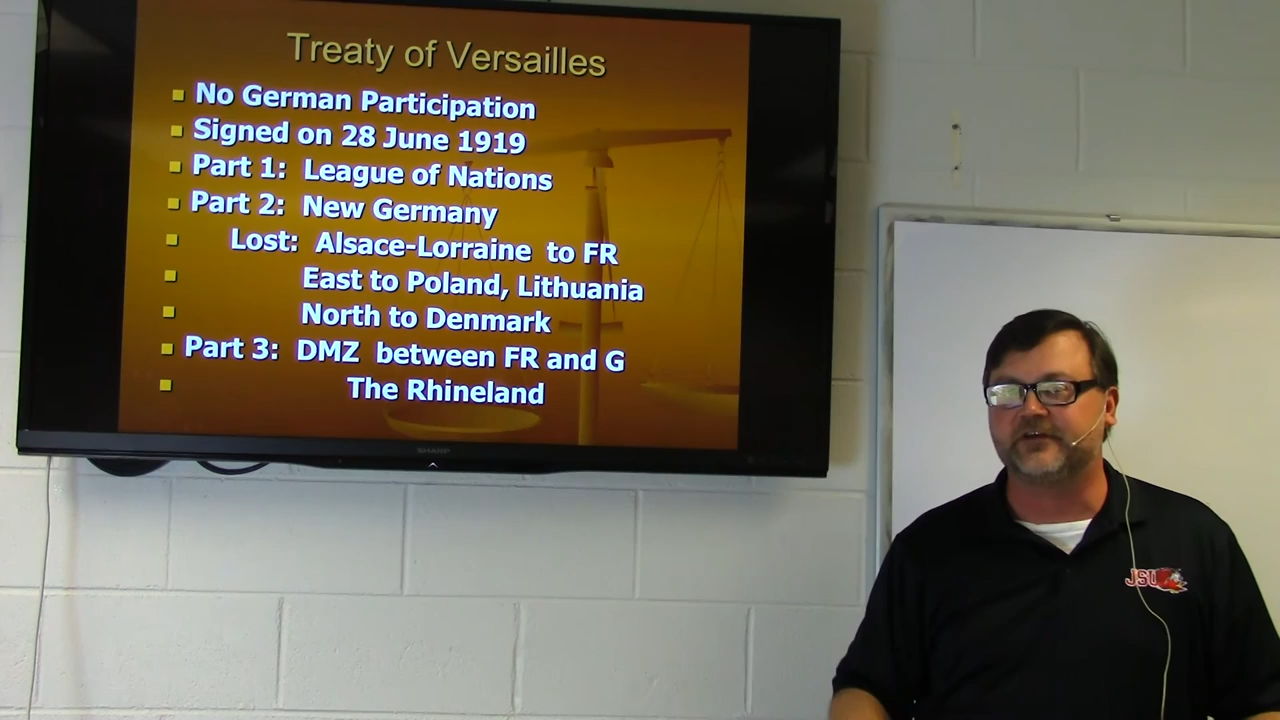 Treaty of Versailles
No German Participation
Signed on 28 June 1919
Part 1: League of Nations
Part 2: New Germany
Lost: Alsace-Lorraine to FR
East to Poland, Lithuania
North to Denmark
Part 3: DMZ between FR and G
The Rhineland
SHARP
JSU